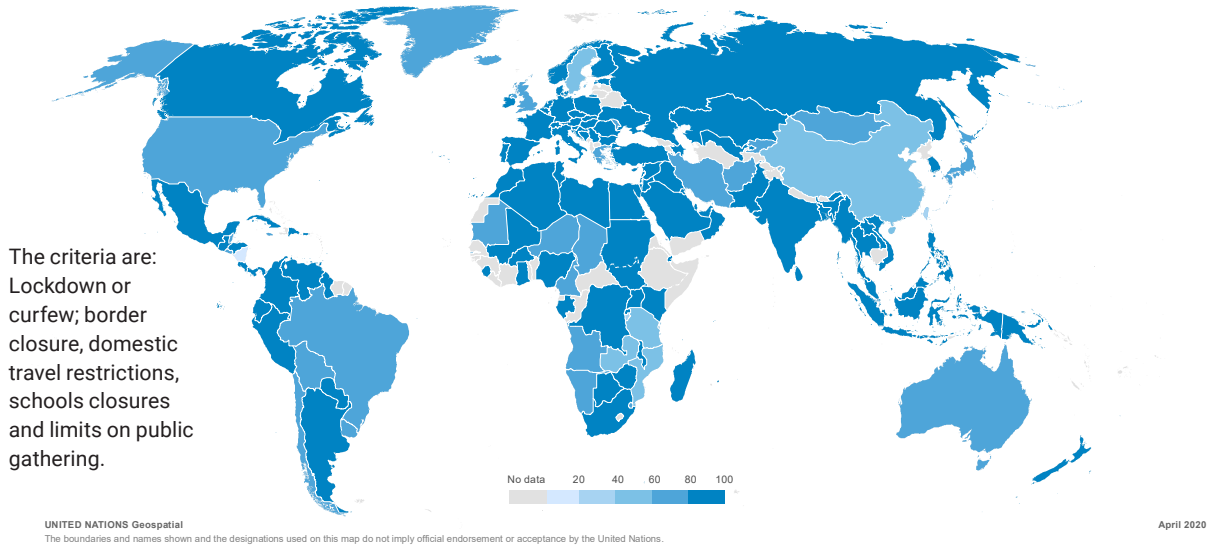 The criteria are:
Lockdown or
curfew; border
closure, domestic
travel restrictions,
schools closures
and limits on public
gathering.
No data 20 40 60 80 100
UNITED NATIONS Geospatial
April 2020
The boundaries and names shown and the designations used on this map do not imply official endorsement or acceptance by the United Nations.